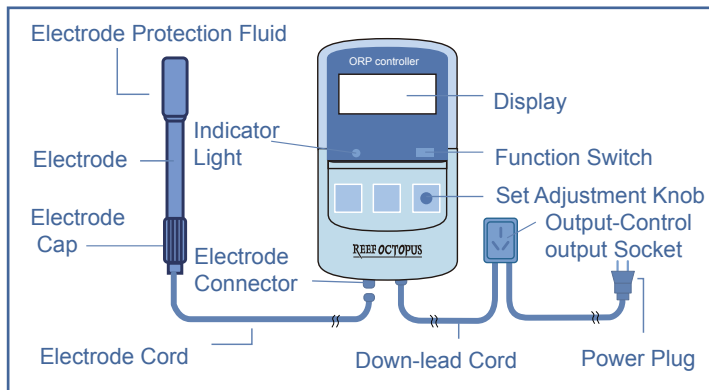 Electrode Protection Fluid
ORP controller
Display
Indicator
Light
Electrode
Function Switch
Set Adjustment Knob
Electrode
Cap
Output-Control
output Socket
REEF OCTOPUS
Electrode
Connector
Electrode Cord
Down-lead Cord
Power Plug